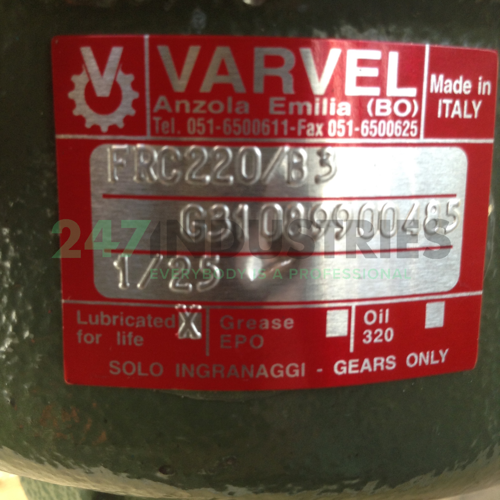 V VARVEL
Anzola Emilia (BO)
Tel. 051-6500611-Fax 051-6500625
Made in
ITALY
FRC220/B3
G31089900485
247INDUSTRIES
EVERYBODY IS A PROFESSIONAL
1/25
Lubricated X
for life
Grease
EPO
Oil
320
SOLO INGRANAGGI - GEARS ONLY